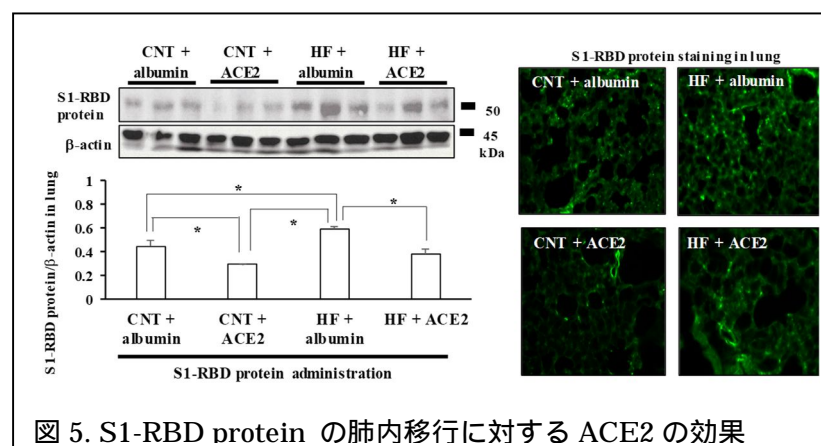 CNT + CNT + HF + HF +
albumin ACE2 albumin ACE2
S1-RBD
protein
50
β-actin
45
kDa
S1-RBD protein/β-actin in lung
1
0.8
0.6
0.4
0.2
0
*
*
*
*
CNT + CNT + HF + HF + ACE2
albumin ACE2 albumin
S1-RBD protein administration
S1-RBD protein staining in lung
CNT + albumin HF + albumin
CNT + ACE2 HF + ACE2
図 5. S1-RBD protein の肺内移行に対する ACE2 の効果